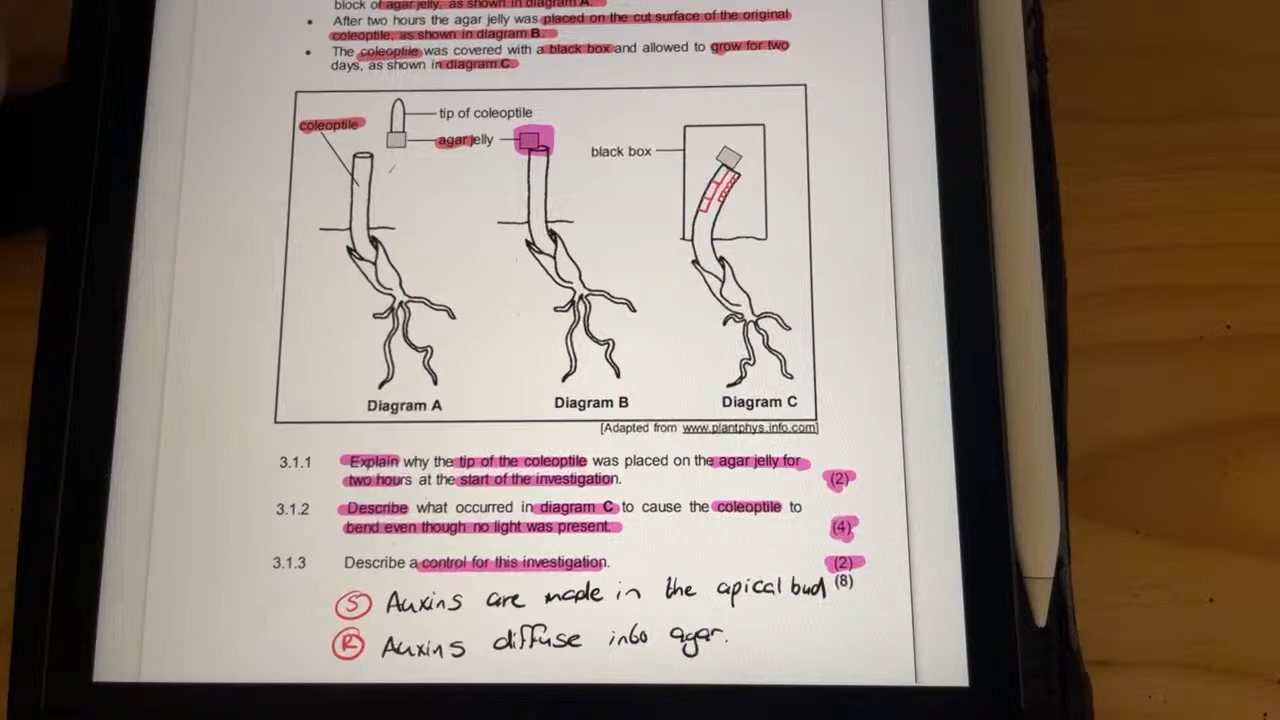 block of agar jelly, as shown in diagram A.
• After two hours the agar jelly was placed on the cut surface of the original
coleoptile, as shown in diagram B.
• The coleoptile was covered with a black box and allowed to grow for two
days, as shown in diagram C.
tip of coleoptile
coleoptile
agar jelly
black box
Diagram A
Diagram B
Diagram C
[Adapted from www.plantphys.info.com]
3.1.1 Explain why the tip of the coleoptile was placed on the agar jelly for
two hours at the start of the investigation. (2)
3.1.2 Describe what occurred in diagram C to cause the coleoptile to
bend even though no light was present. (4)
3.1.3 Describe a control for this investigation. (2)
(8)
S Auxins are made in the apical bud
R Auxins diffuse into agar.